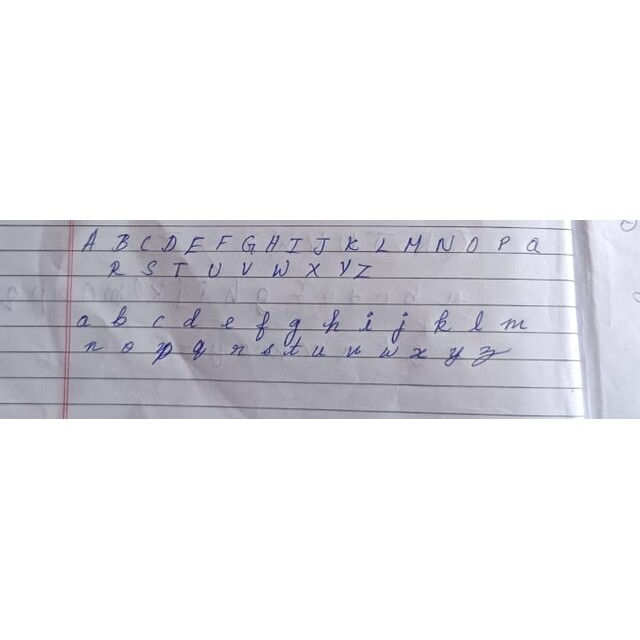 A B C D E F G H I J K L M N O P Q
R S T U V W X Y Z
a b c d e f g h i j k l m
n o p q r s t u v w x y z